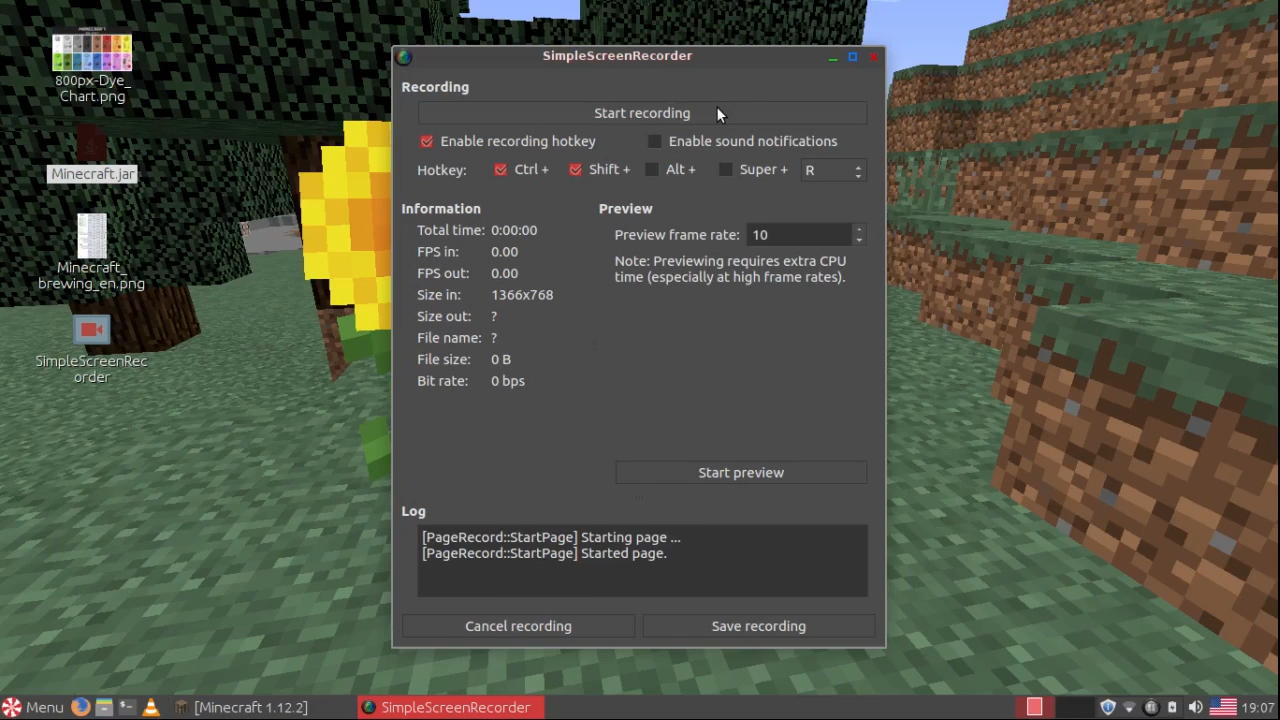 800px-Dye_
Chart.png
Minecraft.jar
Minecraft_
brewing_en.png
SimpleScreenRec
order
SimpleScreenRecorder
Recording
Start recording
Enable recording hotkey
Enable sound notifications
Hotkey: Ctrl + Shift + Alt + Super + R
Information
Total time: 0:00:00
FPS in: 0.00
FPS out: 0.00
Size in: 1366x768
Size out: ?
File name: ?
File size: 0 B
Bit rate: 0 bps
Preview
Preview frame rate: 10
Note: Previewing requires extra CPU
time (especially at high frame rates).
Start preview
Log
[PageRecord::StartPage] Starting page ...
[PageRecord::StartPage] Started page.
Cancel recording
Save recording
Menu
[Minecraft 1.12.2]
SimpleScreenRecorder
19:07